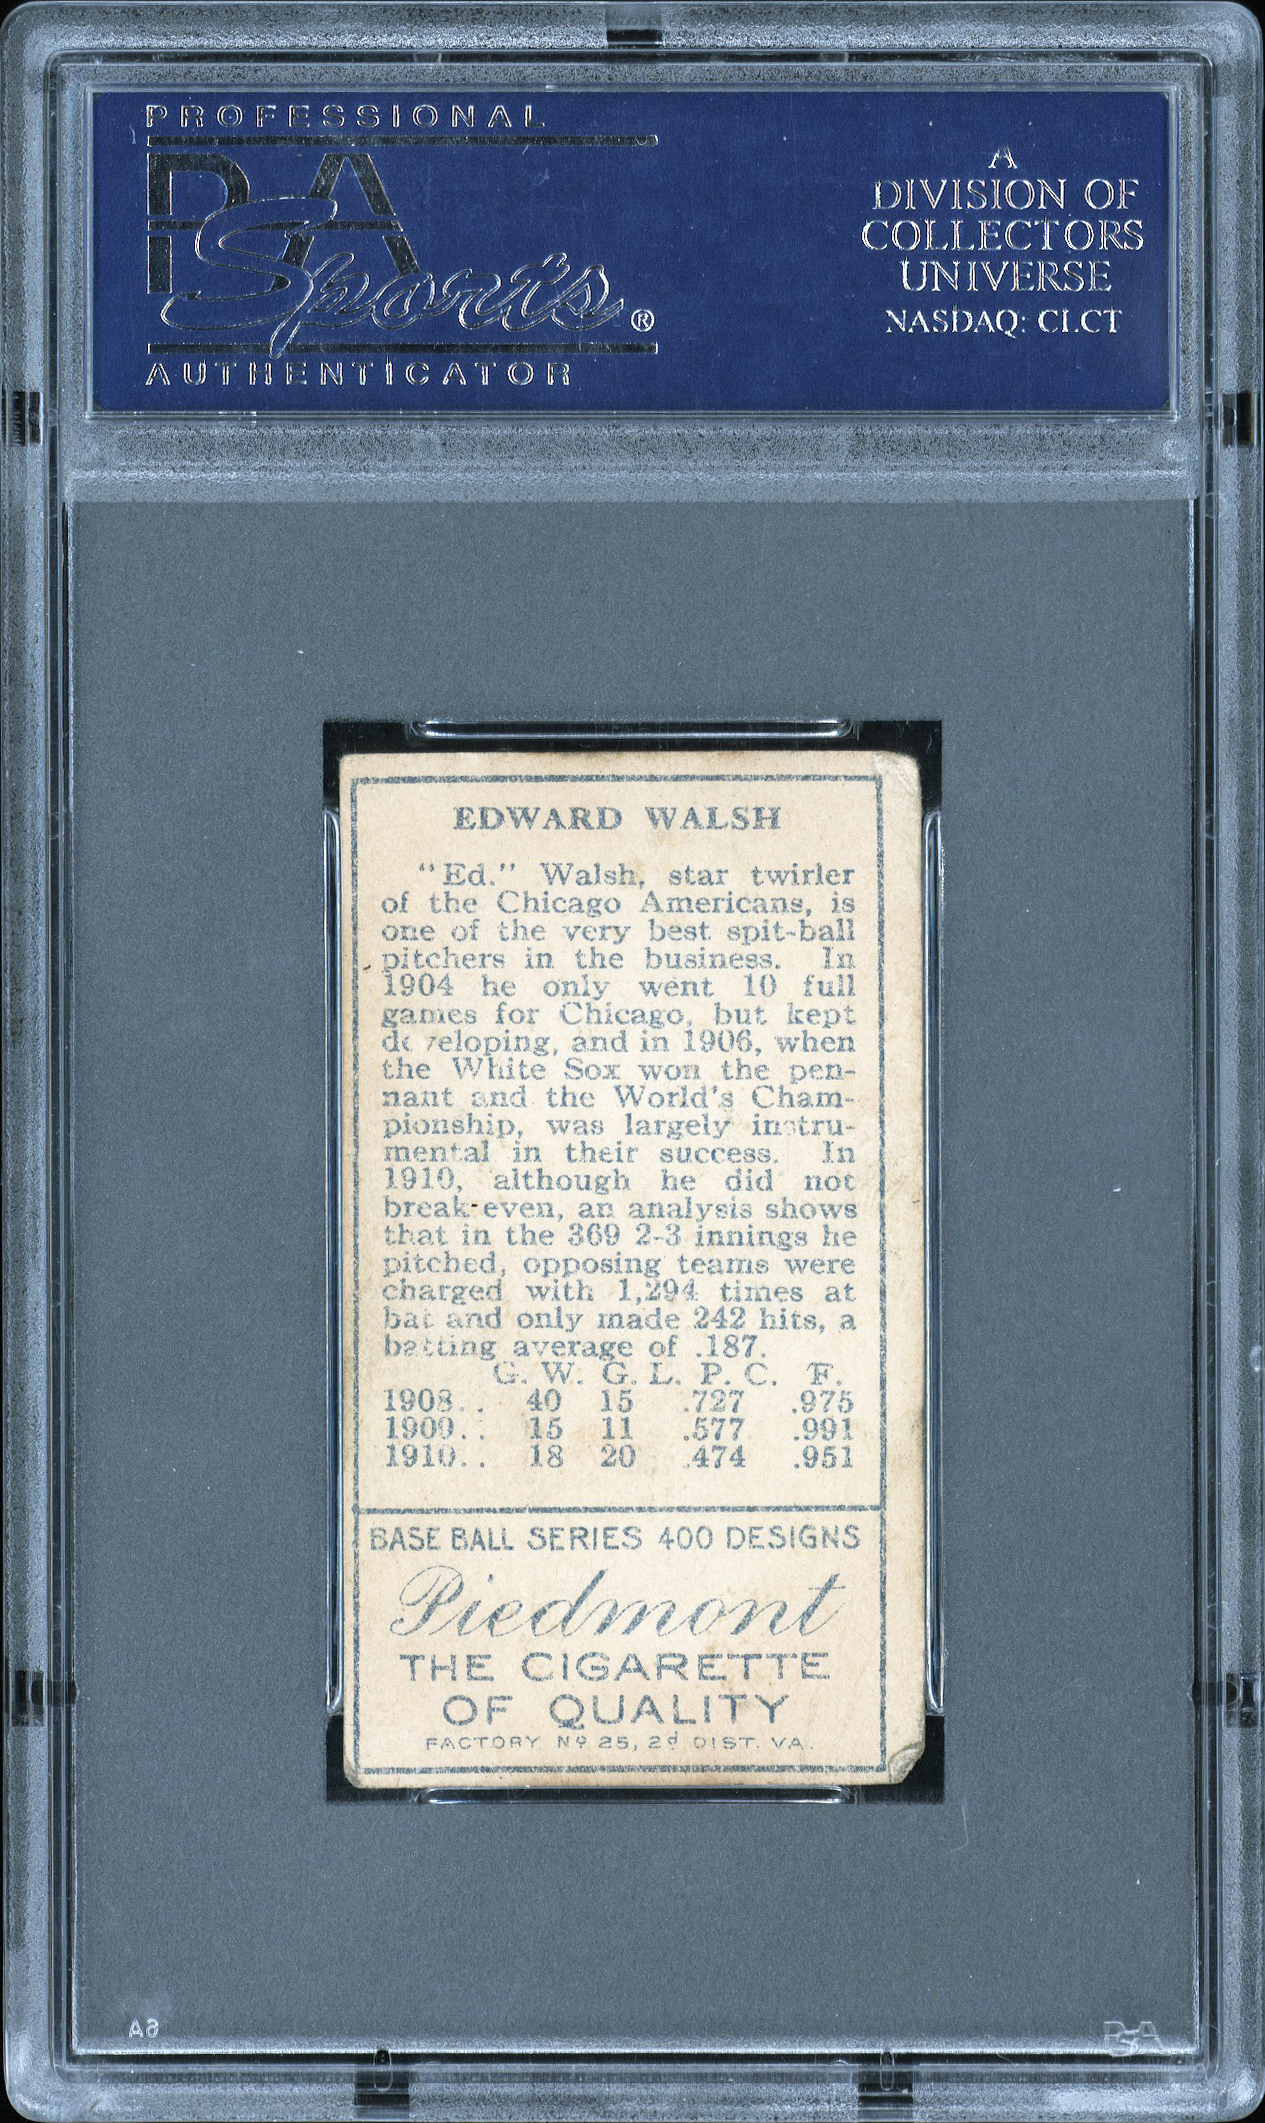 PROFESSIONAL
PSA
Sports®
AUTHENTICATOR
A
DIVISION OF
COLLECTORS
UNIVERSE
NASDAQ: CLCT
EDWARD WALSH
"Ed." Walsh, star twirler
of the Chicago Americans, is
one of the very best spit-ball
pitchers in the business. In
1904 he only went 10 full
games for Chicago, but kept
developing, and in 1906, when
the White Sox won the pen-
nant and the World's Cham-
pionship, was largely instru-
mental in their success. In
1910, although he did not
break even, an analysis shows
that in the 369 2-3 innings he
pitched, opposing teams were
charged with 1,294 times at
bat and only made 242 hits, a
batting average of .187.
G. W. G. L. P. C. F.
1908.. 40 15 .727 .975
1909.. 15 11 .577 .991
1910.. 18 20 .474 .951
BASE BALL SERIES 400 DESIGNS
Piedmont
THE CIGARETTE
OF QUALITY
FACTORY Nº 25, 2d DIST. VA.
A6
PSA